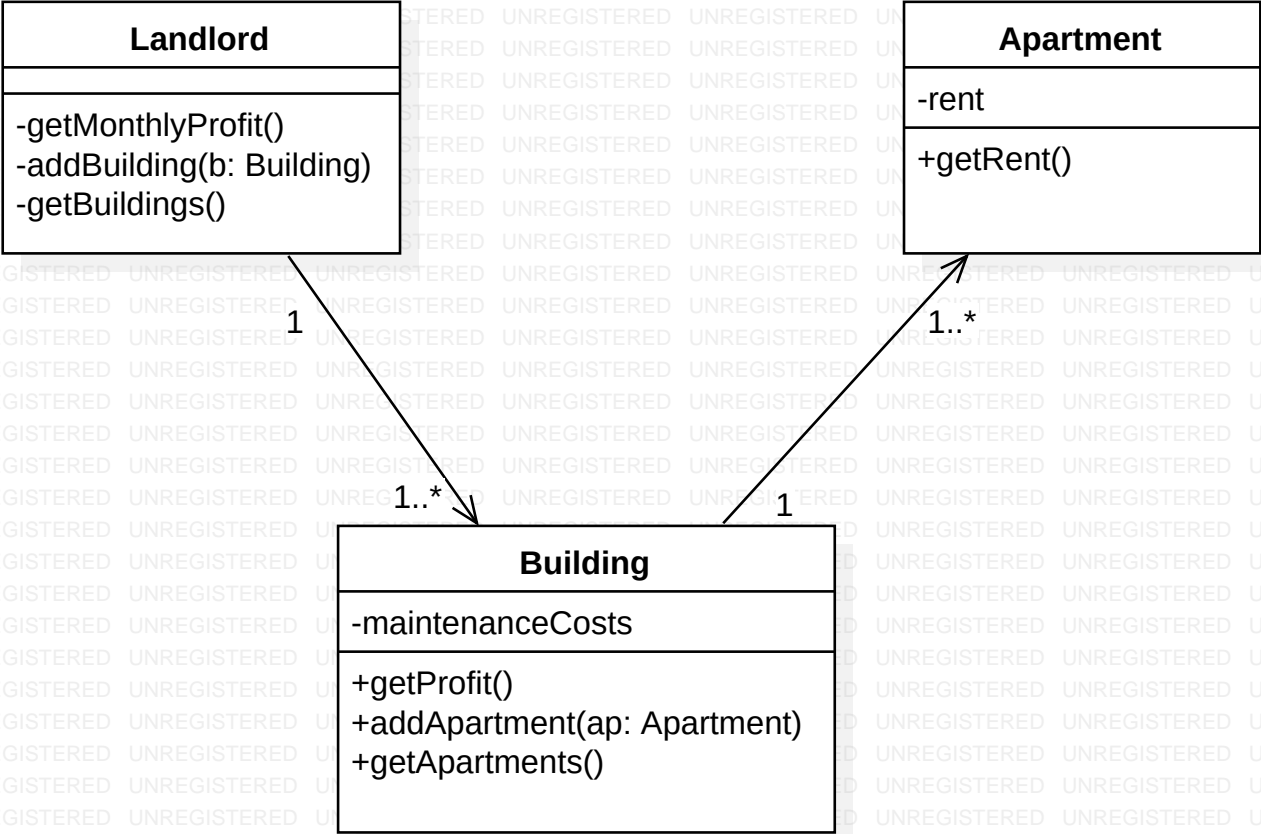 Landlord
-getMonthlyProfit()
-addBuilding(b: Building)
-getBuildings()
Apartment
-rent
+getRent()
1
1..*
1..*
1
Building
-maintenanceCosts
+getProfit()
+addApartment(ap: Apartment)
+getApartments()
UNREGISTERED